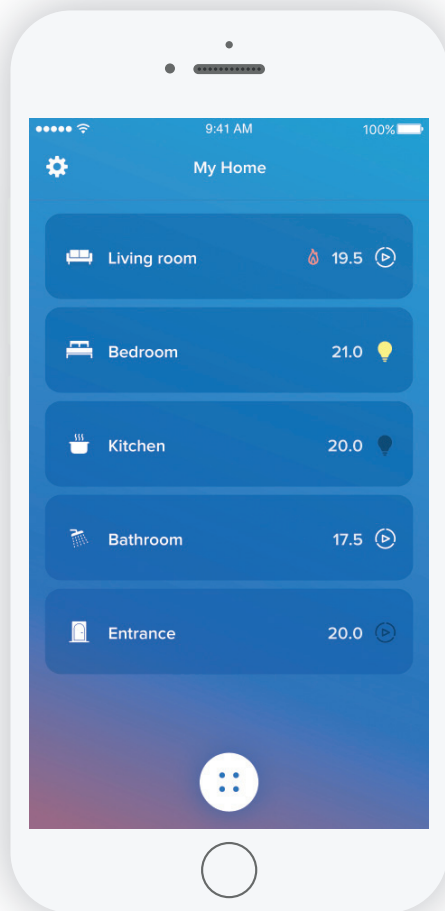 9:41 AM
100%
My Home
Living room 19.5
Bedroom 21.0
Kitchen 20.0
Bathroom 17.5
Entrance 20.0